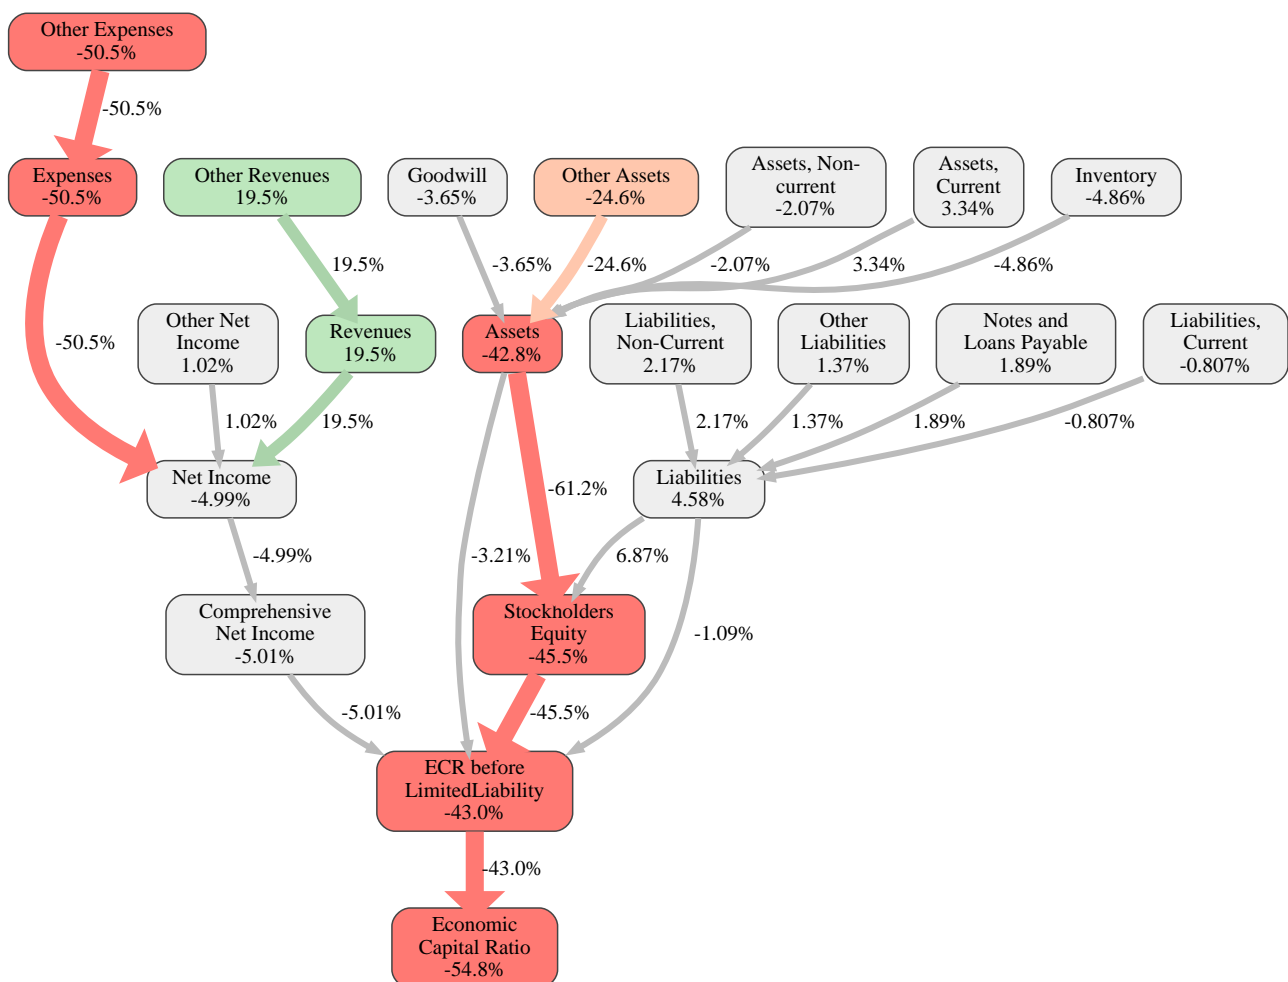 Other Expenses
-50.5%
-50.5%
Expenses
-50.5%
Other Revenues
19.5%
Goodwill
-3.65%
Other Assets
-24.6%
Assets, Non-
current
-2.07%
Assets,
Current
3.34%
Inventory
-4.86%
19.5%
-3.65%
-24.6%
-2.07%
3.34%
-4.86%
-50.5%
Other Net
Income
1.02%
Revenues
19.5%
Assets
-42.8%
Liabilities,
Non-Current
2.17%
Other
Liabilities
1.37%
Notes and
Loans Payable
1.89%
Liabilities,
Current
-0.807%
1.02%
19.5%
2.17%
1.37%
1.89%
-0.807%
Net Income
-4.99%
-61.2%
Liabilities
4.58%
-4.99%
-3.21%
6.87%
Comprehensive
Net Income
-5.01%
Stockholders
Equity
-45.5%
-1.09%
-5.01%
-45.5%
ECR before
LimitedLiability
-43.0%
-43.0%
Economic
Capital Ratio
-54.8%